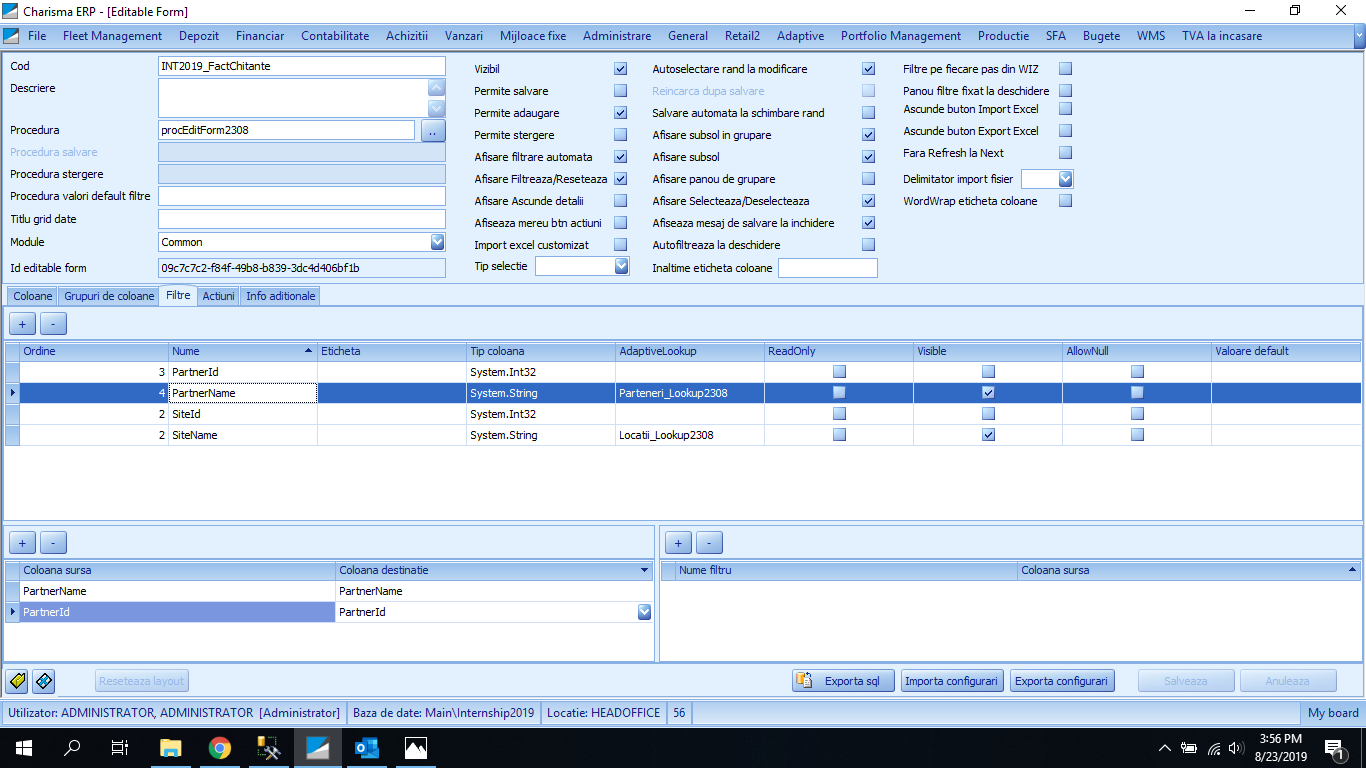 Charisma ERP - [Editable Form]
File Fleet Management Depozit Financiar Contabilitate Achizitii Vanzari Mijloace fixe Administrare General Retail2 Adaptive Portfolio Management Productie SFA Bugete WMS TVA la incasare
Cod INT2019_FactChitante
Descriere
Procedura procEditForm2308 ..
Procedura salvare
Procedura stergere
Procedura valori default filtre
Titlu grid date
Module Common
Id editable form 09c7c7c2-f84f-49b8-b839-3dc4d406bf1b
Vizibil
Permite salvare
Permite adaugare
Permite stergere
Afisare filtrare automata
Afisare Filtreaza/Reseteaza
Afisare Ascunde detalii
Afiseaza mereu btn actiuni
Import excel customizat
Tip selectie
Autoselectare rand la modificare
Reincarca dupa salvare
Salvare automata la schimbare rand
Afisare subsol in grupare
Afisare subsol
Afisare panou de grupare
Afisare Selecteaza/Deselecteaza
Afiseaza mesaj de salvare la inchidere
Autofiltreaza la deschidere
Inaltime eticheta coloane
Filtre pe fiecare pas din WIZ
Panou filtre fixat la deschidere
Ascunde buton Import Excel
Ascunde buton Export Excel
Fara Refresh la Next
Delimitator import fisier
WordWrap eticheta coloane
Coloane Grupuri de coloane Filtre Actiuni Info aditionale
+ -
Ordine Nume Eticheta Tip coloana AdaptiveLookup ReadOnly Visible AllowNull Valoare default
3 PartnerId System.Int32
4 PartnerName System.String Parteneri_Lookup2308
2 SiteId System.Int32
2 SiteName System.String Locatii_Lookup2308
+ -
Coloana sursa Coloana destinatie
PartnerName PartnerName
PartnerId PartnerId
+ -
Nume filtru Coloana sursa
Reseteaza layout Exporta sql Importa configurari Exporta configurari Salveaza Anuleaza
Utilizator: ADMINISTRATOR, ADMINISTRATOR [Administrator] Baza de date: Main\Internship2019 Locatie: HEADOFFICE 56 My board
3:56 PM
8/23/2019
1